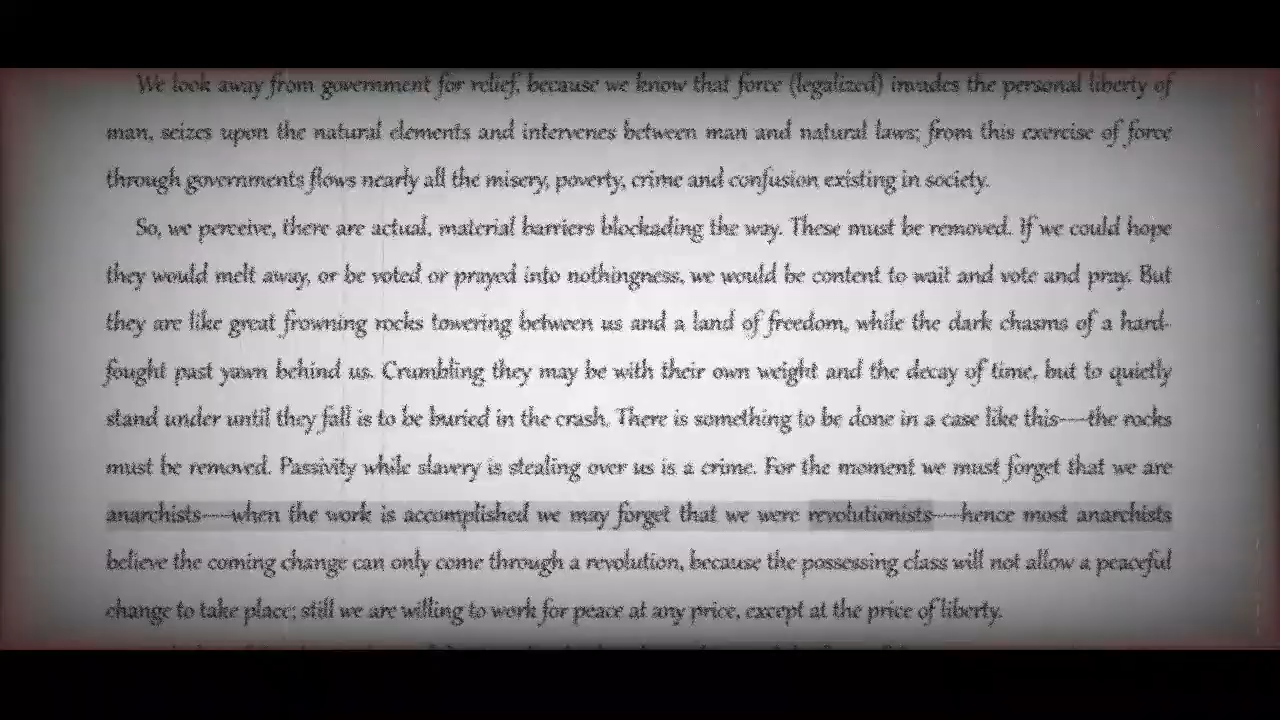 We look away from government for relief, because we know that force (legalized) invades the personal liberty of
man, seizes upon the natural elements and intervenes between man and natural laws; from this exercise of force
through governments flows nearly all the misery, poverty, crime and confusion existing in society.
So, we perceive, there are actual, material barriers blockading the way. These must be removed. If we could hope
they would melt away, or be voted or prayed into nothingness, we would be content to wait and vote and pray. But
they are like great frowning rocks towering between us and a land of freedom, while the dark chasms of a hard-
fought past yawn behind us. Crumbling they may be with their own weight and the decay of time, but to quietly
stand under until they fall is to be buried in the crash. There is something to be done in a case like this—the rocks
must be removed. Passivity while slavery is stealing over us is a crime. For the moment we must forget that we are
anarchists—when the work is accomplished we may forget that we were revolutionists—hence most anarchists
believe the coming change can only come through a revolution, because the possessing class will not allow a peaceful
change to take place; still we are willing to work for peace at any price, except at the price of liberty.